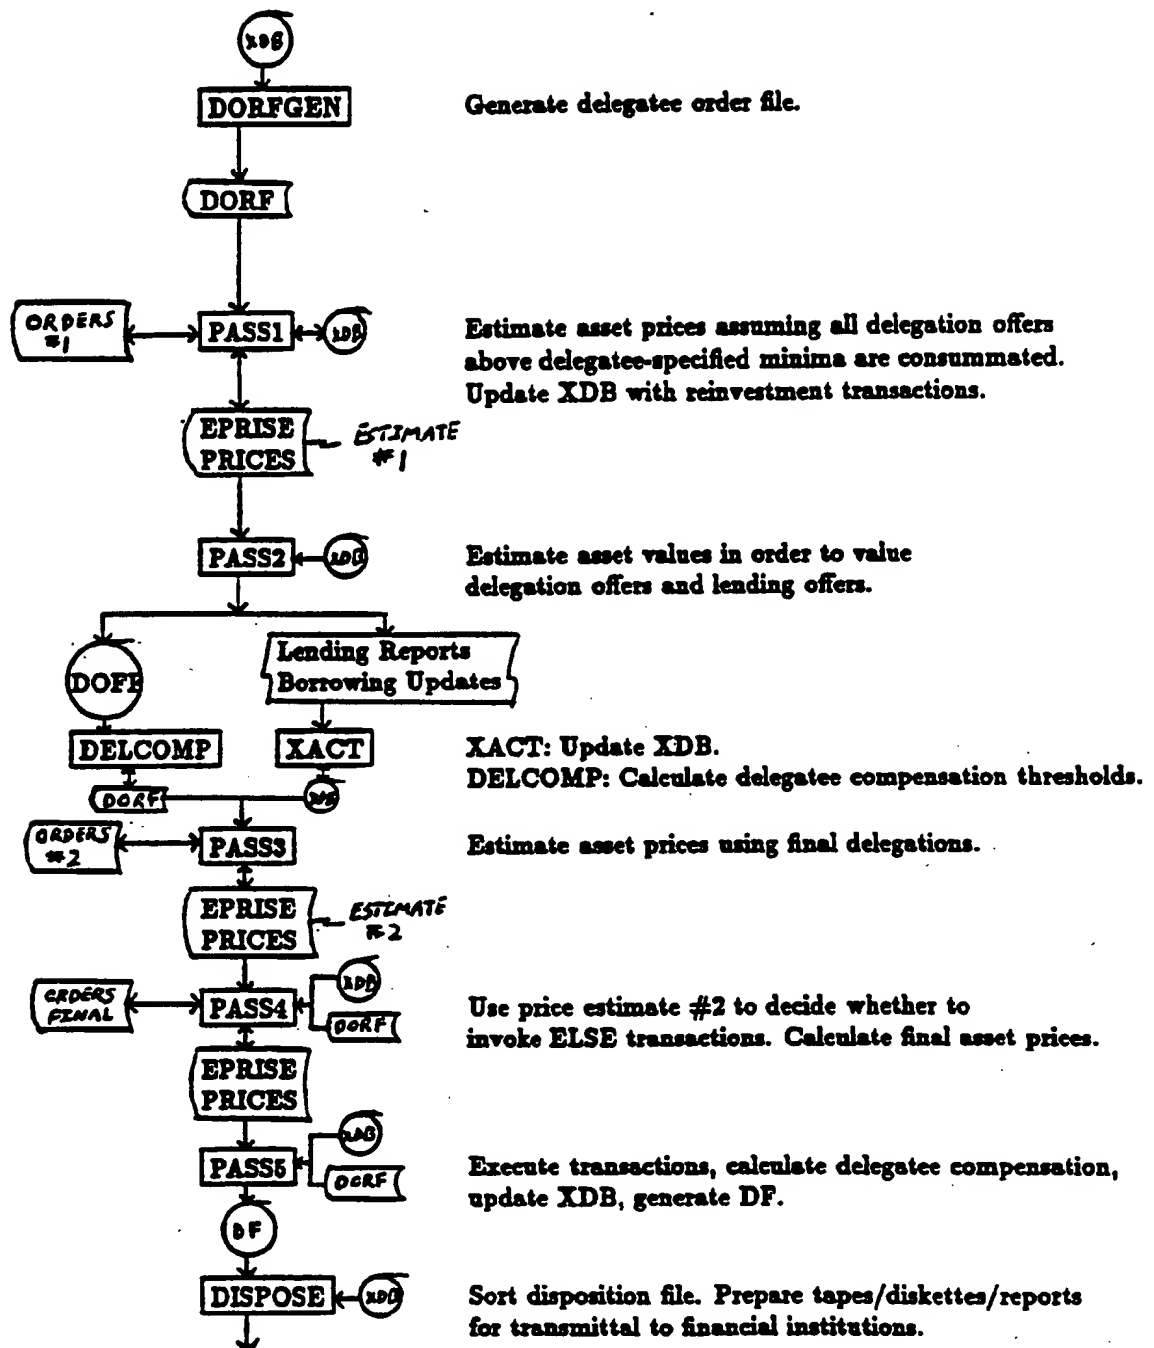 XDB
DORFGEN
Generate delegatee order file.
DORF
ORDERS
#1
PASS1
XDB
Estimate asset prices assuming all delegation offers
above delegatee-specified minima are consummated.
Update XDB with reinvestment transactions.
EPRISE
PRICES
ESTIMATE
#1
PASS2
XDB
Estimate asset values in order to value
delegation offers and lending offers.
DOFE
Lending Reports
Borrowing Updates
DELCOMP
XACT
XACT: Update XDB.
DELCOMP: Calculate delegatee compensation thresholds.
DORF
XDB
ORDERS
#2
PASS3
Estimate asset prices using final delegations.
EPRISE
PRICES
ESTIMATE
#2
ORDERS
FINAL
PASS4
XDB
DORF
Use price estimate #2 to decide whether to
invoke ELSE transactions. Calculate final asset prices.
EPRISE
PRICES
PASS5
XDB
DORF
Execute transactions, calculate delegatee compensation,
update XDB, generate DF.
DF
DISPOSE
XDB
Sort disposition file. Prepare tapes/diskettes/reports
for transmittal to financial institutions.